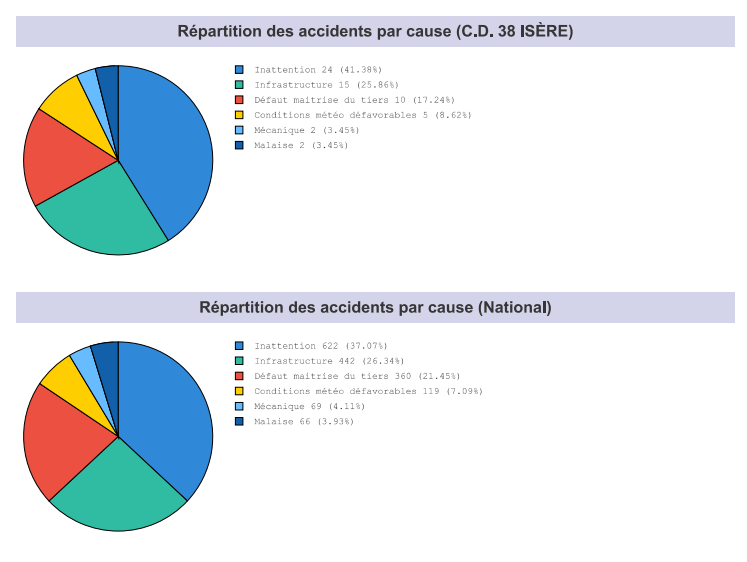 Répartition des accidents par cause (C.D. 38 ISÈRE)
Inattention 24 (41.38%)
Infrastructure 15 (25.86%)
Défaut maitrise du tiers 10 (17.24%)
Conditions météo défavorables 5 (8.62%)
Mécanique 2 (3.45%)
Malaise 2 (3.45%)
Répartition des accidents par cause (National)
Inattention 622 (37.07%)
Infrastructure 442 (26.34%)
Défaut maitrise du tiers 360 (21.45%)
Conditions météo défavorables 119 (7.09%)
Mécanique 69 (4.11%)
Malaise 66 (3.93%)